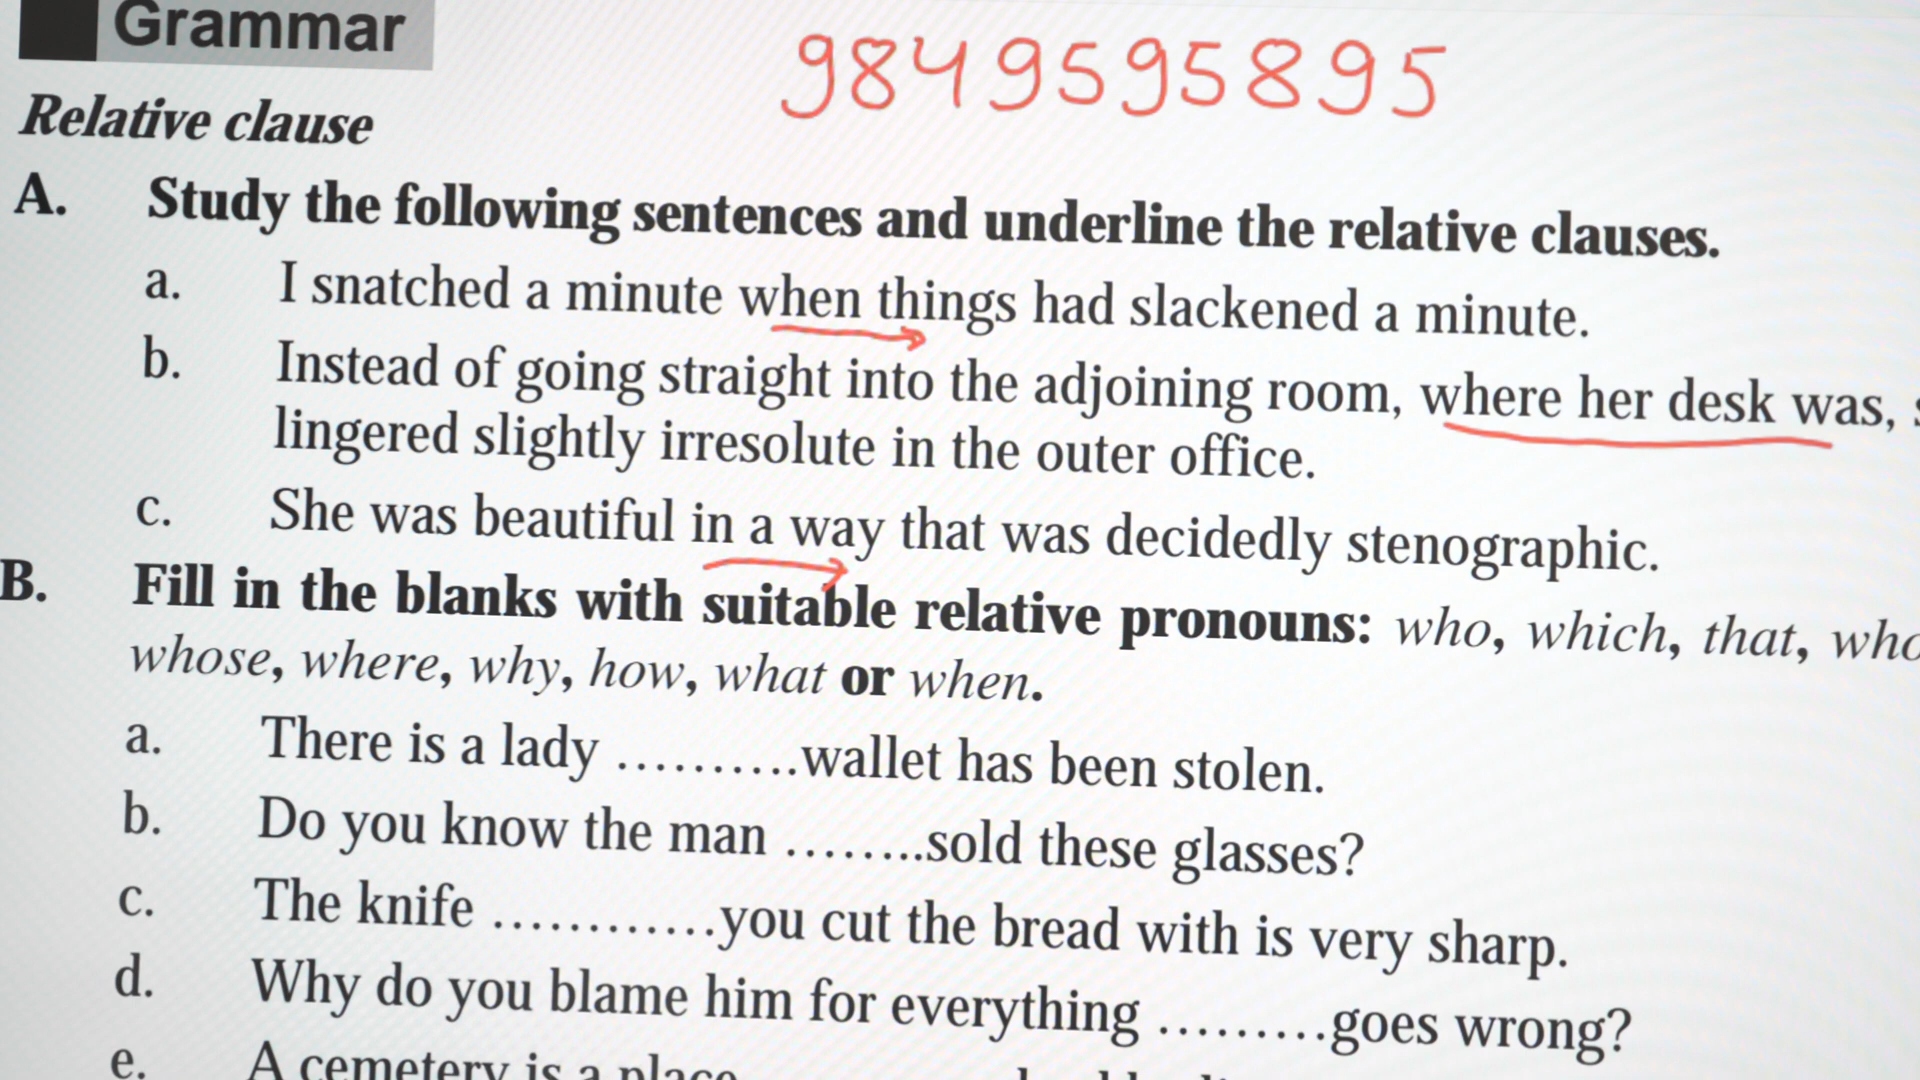 Grammar
9849595895
Relative clause
A. Study the following sentences and underline the relative clauses.
a. I snatched a minute when things had slackened a minute.
b. Instead of going straight into the adjoining room, where her desk was,
lingered slightly irresolute in the outer office.
c. She was beautiful in a way that was decidedly stenographic.
B. Fill in the blanks with suitable relative pronouns: who, which, that,
whose, where, why, how, what or when.
a. There is a lady ..........wallet has been stolen.
b. Do you know the man ........sold these glasses?
c. The knife ............you cut the bread with is very sharp.
d. Why do you blame him for everything .........goes wrong?
e. A cemetery is a place